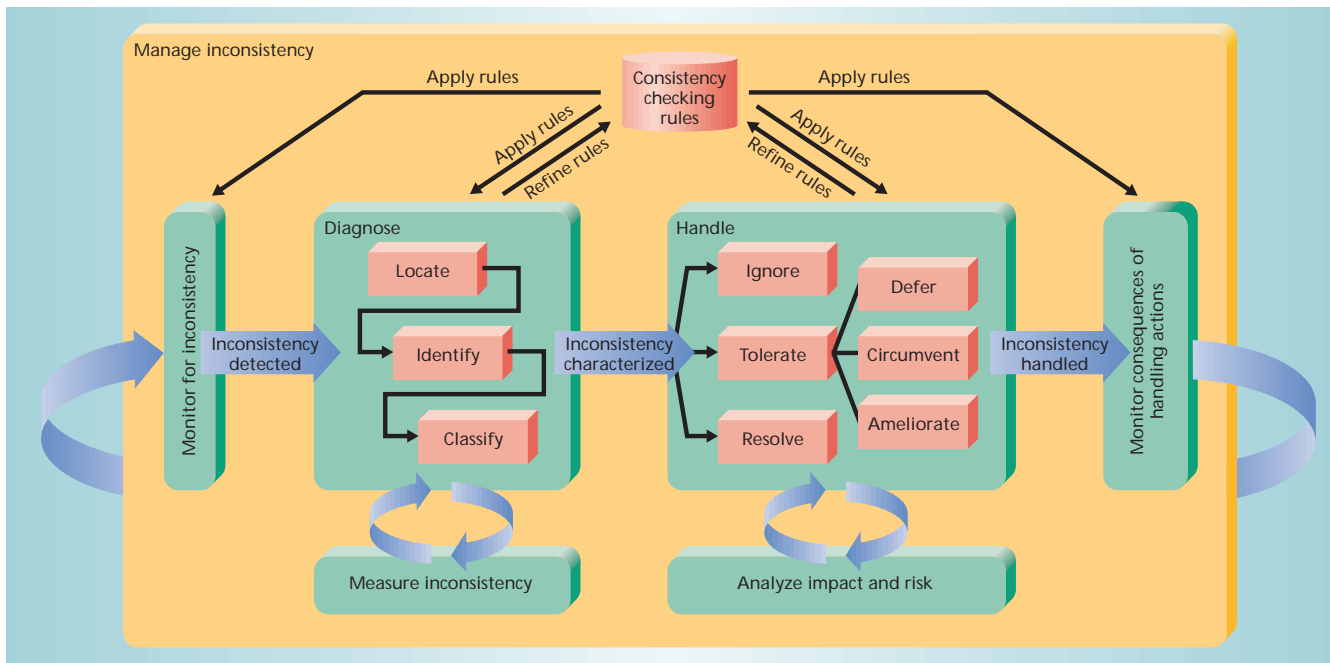 Manage inconsistency
Apply rules
Consistency
checking
rules
Apply rules
Apply rules
Refine rules
Apply rules
Refine rules
Monitor for inconsistency
Inconsistency
detected
Diagnose
Locate
Identify
Classify
Inconsistency
characterized
Handle
Ignore
Tolerate
Resolve
Defer
Circumvent
Ameliorate
Inconsistency
handled
Monitor consequences of
handling actions
Measure inconsistency
Analyze impact and risk